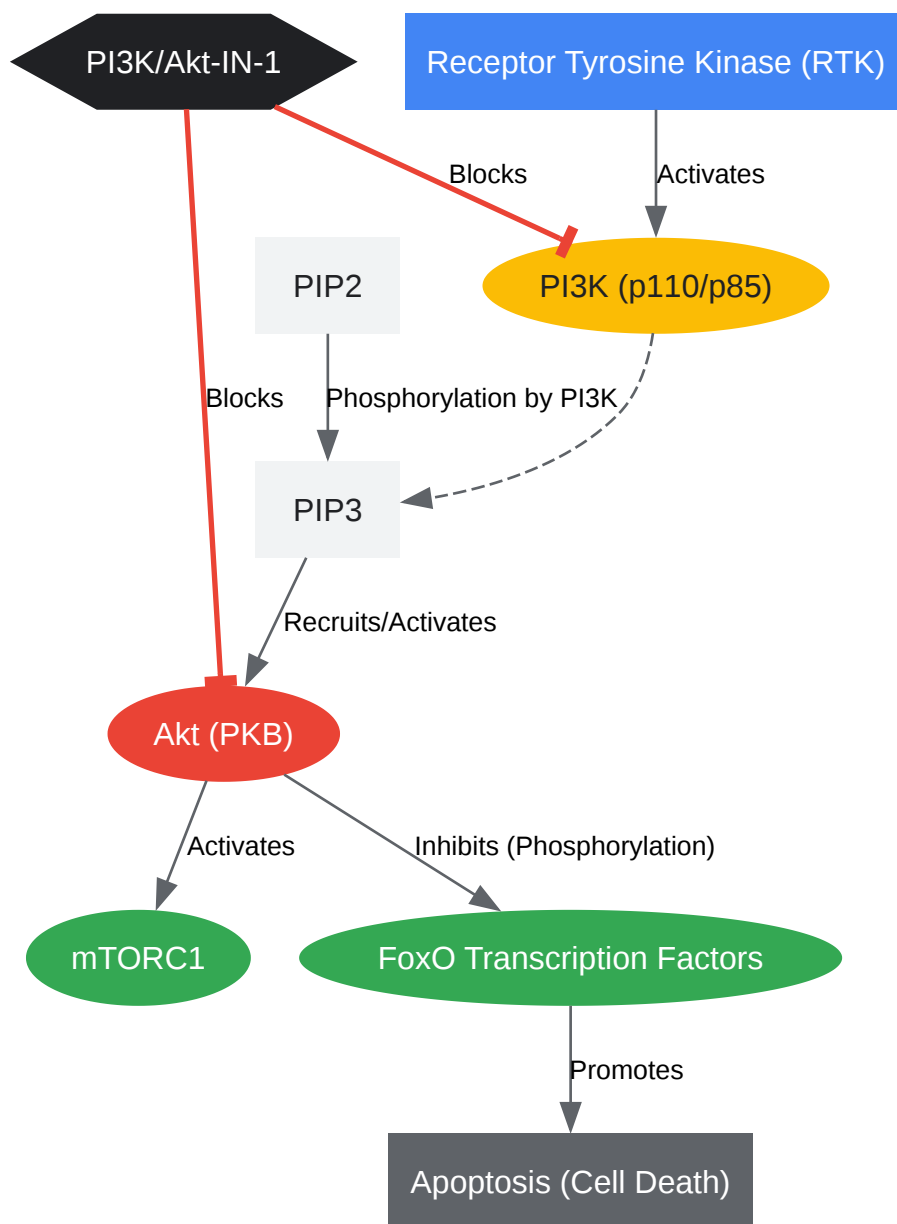 PI3K/Akt-IN-1
Receptor Tyrosine Kinase (RTK)
Blocks
Activates
PIP2
PI3K (p110/p85)
Blocks
Phosphorylation by PI3K
PIP3
Recruits/Activates
Akt (PKB)
Activates
Inhibits (Phosphorylation)
mTORC1
FoxO Transcription Factors
Promotes
Apoptosis (Cell Death)